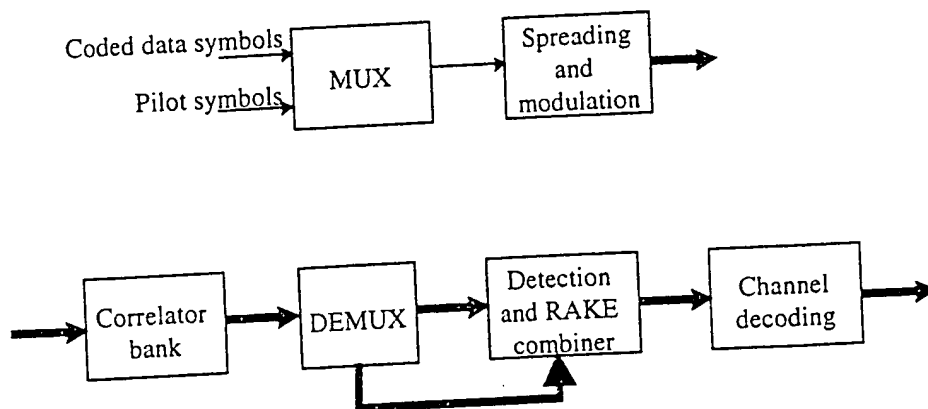 Coded data symbols
Pilot symbols
MUX
Spreading
and
modulation
Correlator
bank
DEMUX
Detection
and RAKE
combiner
Channel
decoding